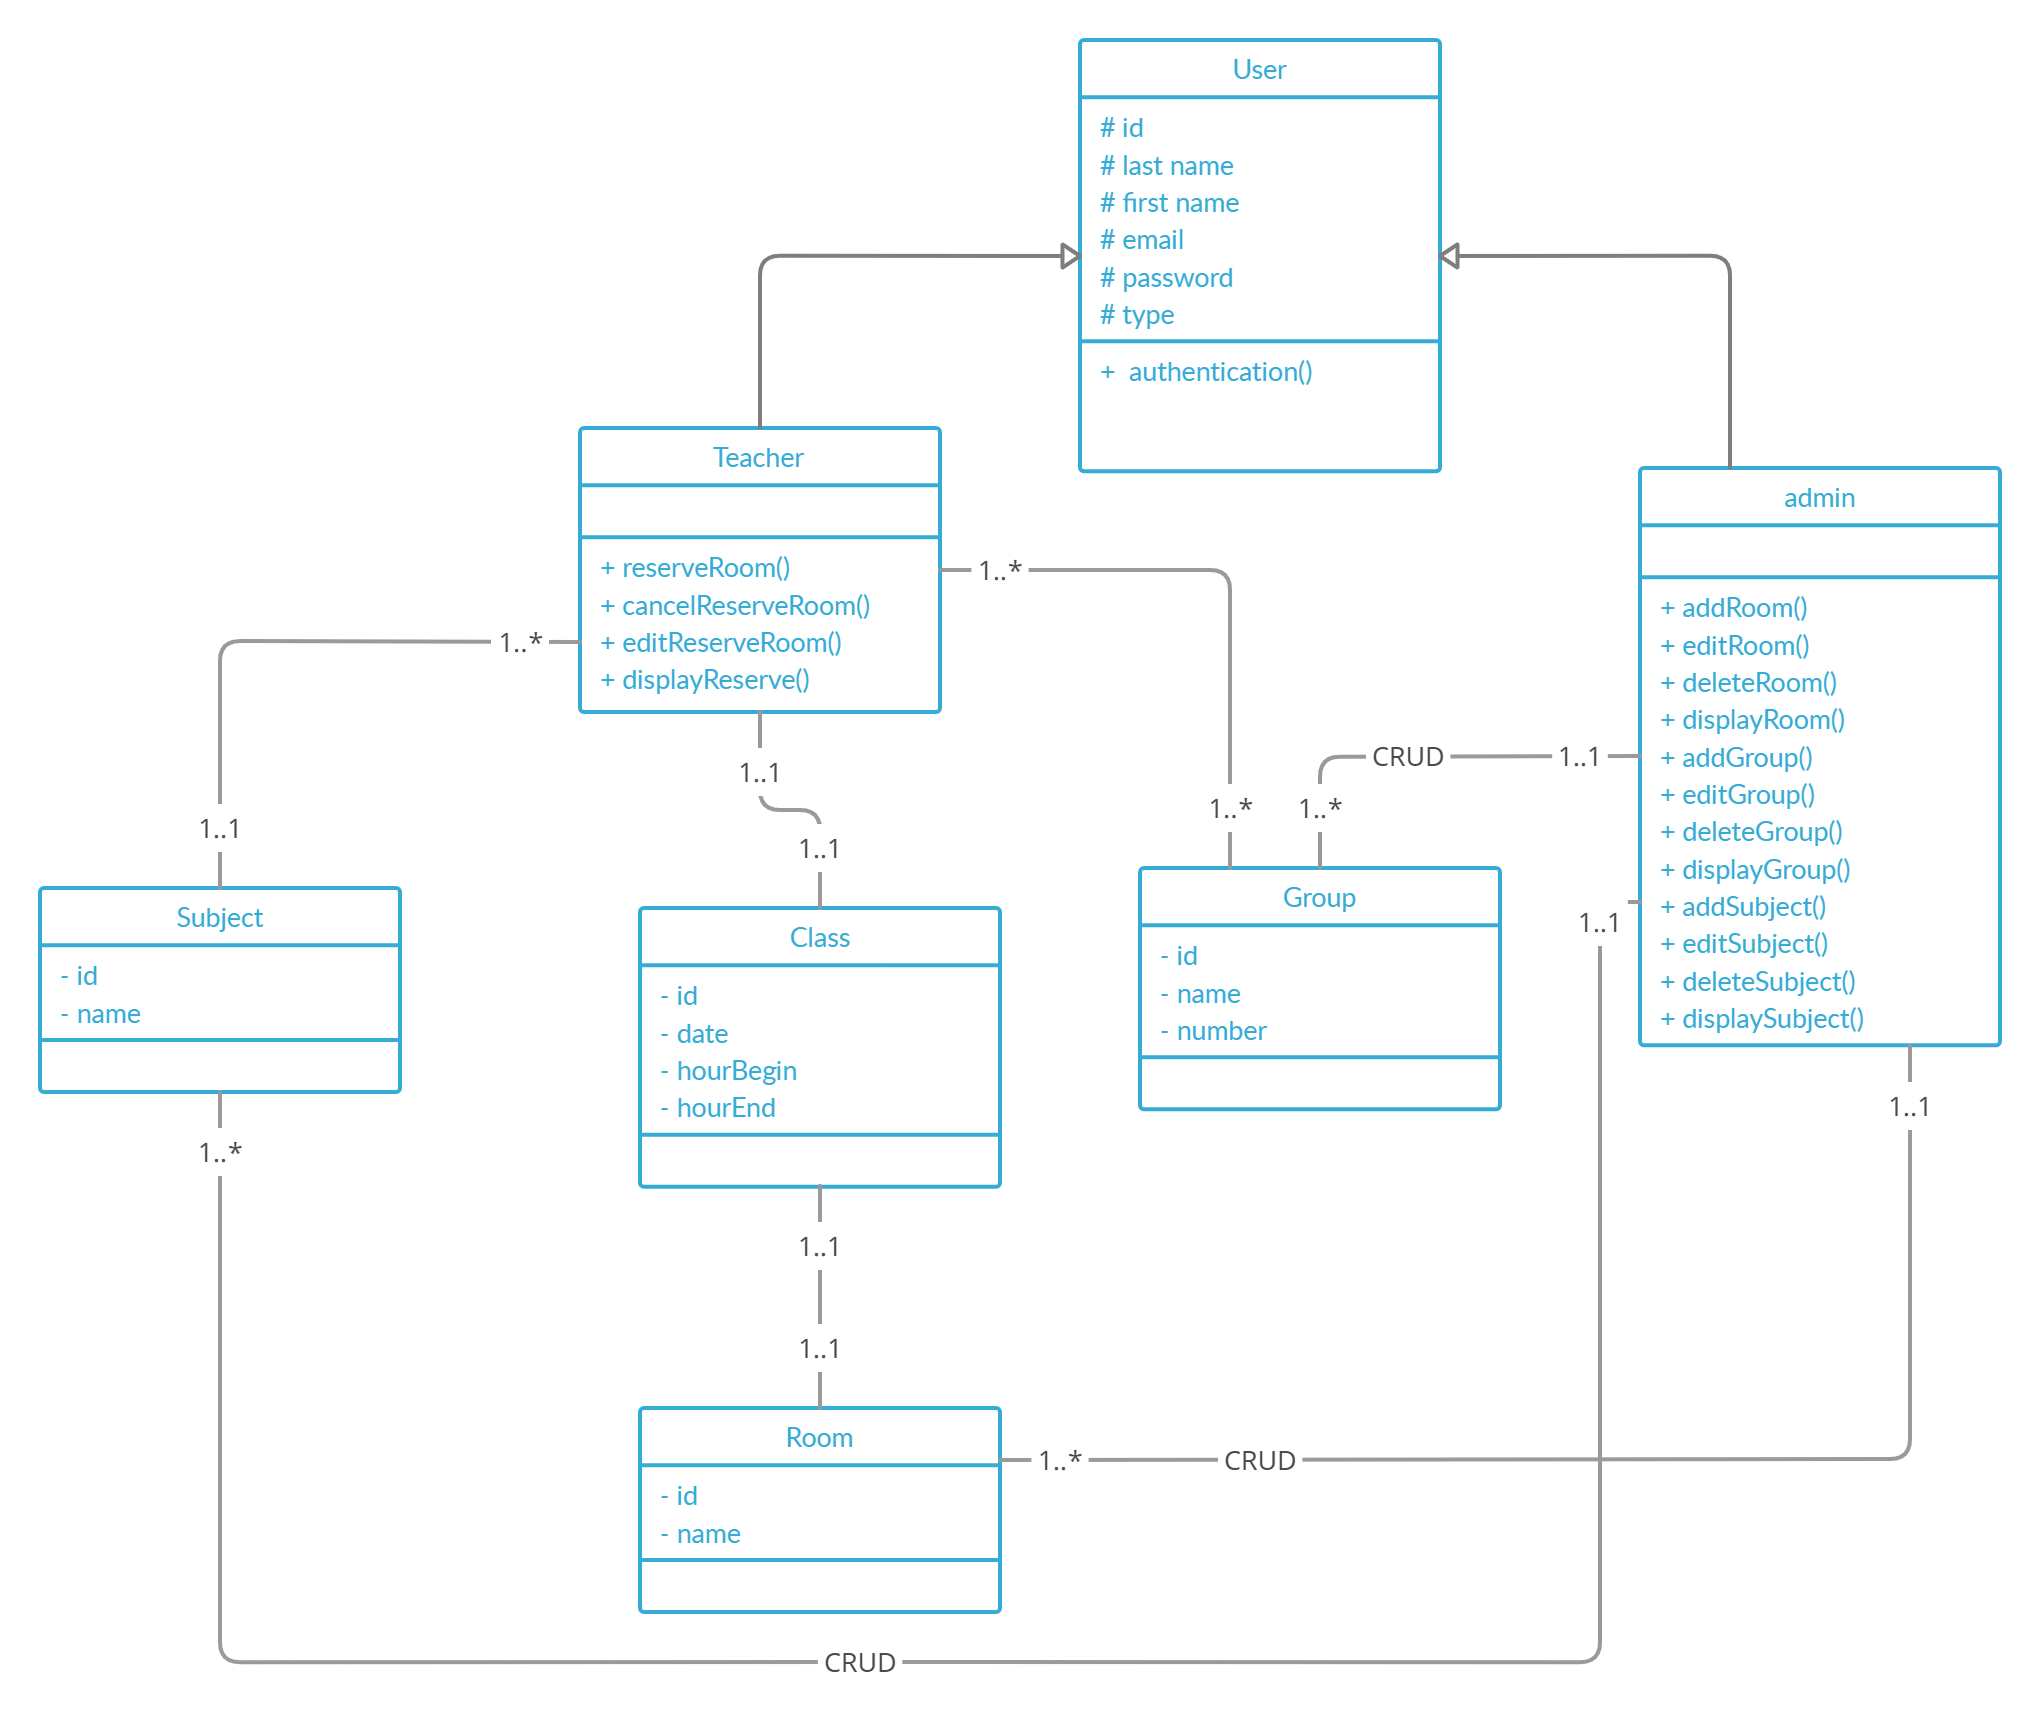 User
# id
# last name
# first name
# email
# password
# type
+ authentication()
Teacher
+ reserveRoom()
+ cancelReserveRoom()
+ editReserveRoom()
+ displayReserve()
admin
+ addRoom()
+ editRoom()
+ deleteRoom()
+ displayRoom()
+ addGroup()
+ editGroup()
+ deleteGroup()
+ displayGroup()
+ addSubject()
+ editSubject()
+ deleteSubject()
+ displaySubject()
1..*
1..*
1..1
1..1
1..1
1..*
1..*
CRUD
1..1
1..1
Subject
- id
- name
Class
- id
- date
- hourBegin
- hourEnd
Group
- id
- name
- number
1..*
1..1
1..1
1..1
Room
- id
- name
1..*
CRUD
CRUD